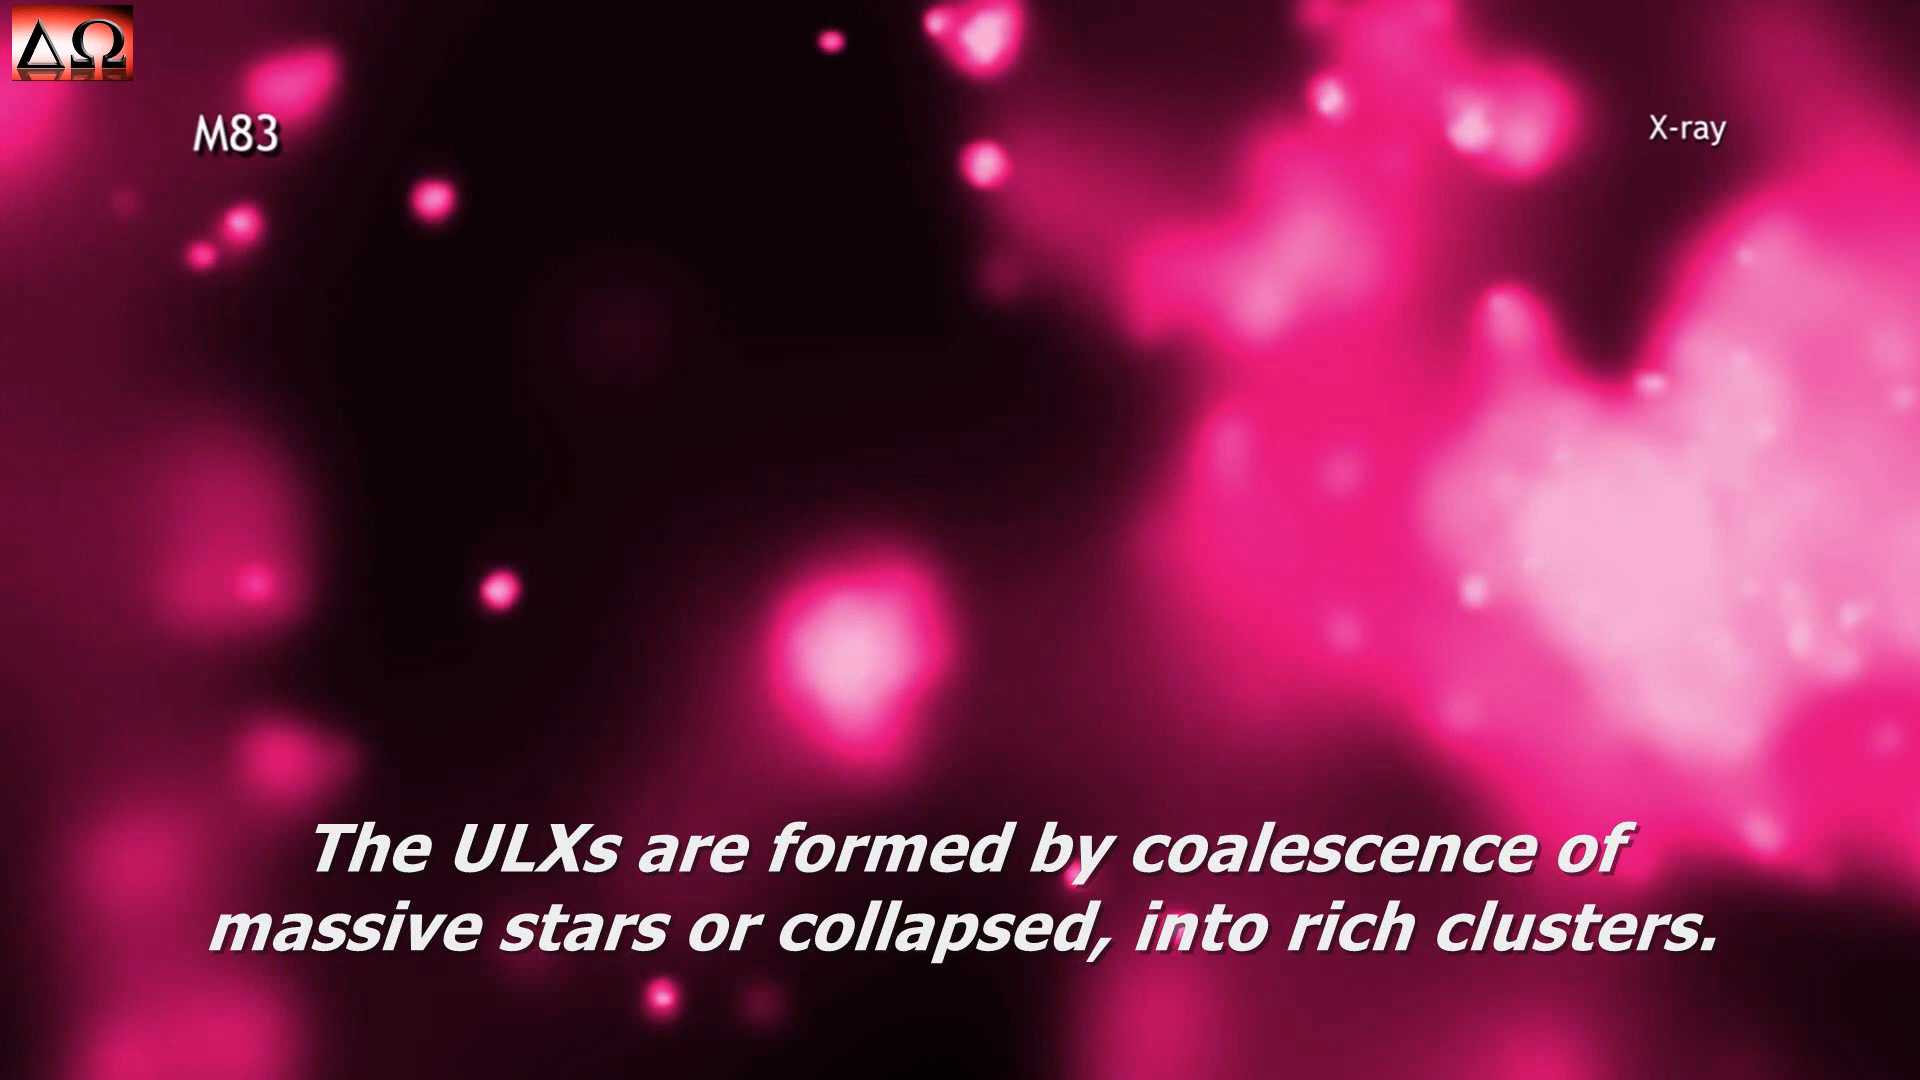 ΔΩ
M83
X-ray
The ULXs are formed by coalescence of
massive stars or collapsed, into rich clusters.